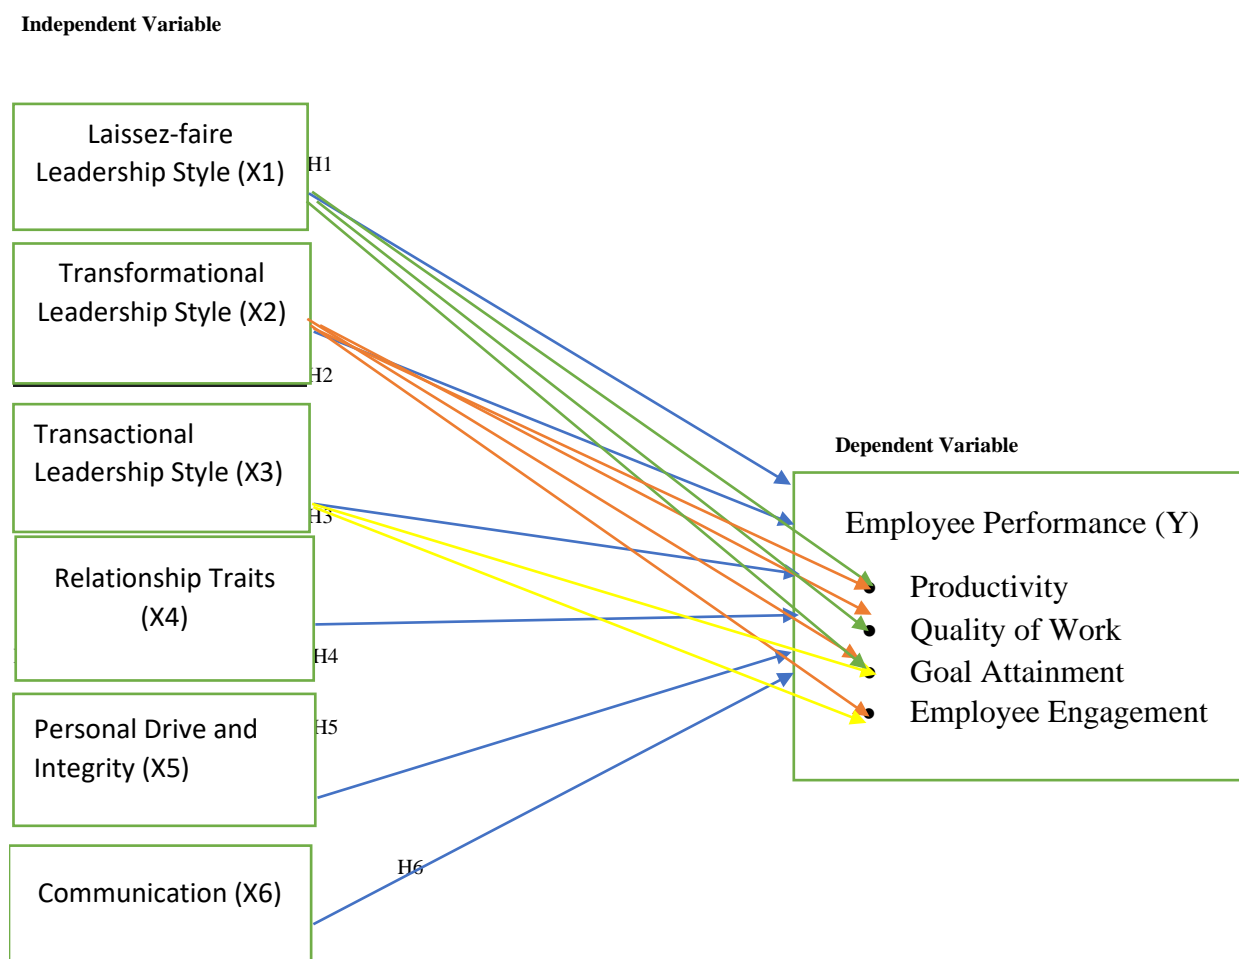 Independent Variable
Laissez-faire
Leadership Style (X1)
H1
Transformational
Leadership Style (X2)
H2
Transactional
Leadership Style (X3)
H3
Relationship Traits
(X4)
H4
Personal Drive and
Integrity (X5)
H5
Communication (X6)
H6
Dependent Variable
Employee Performance (Y)
Productivity
Quality of Work
Goal Attainment
Employee Engagement